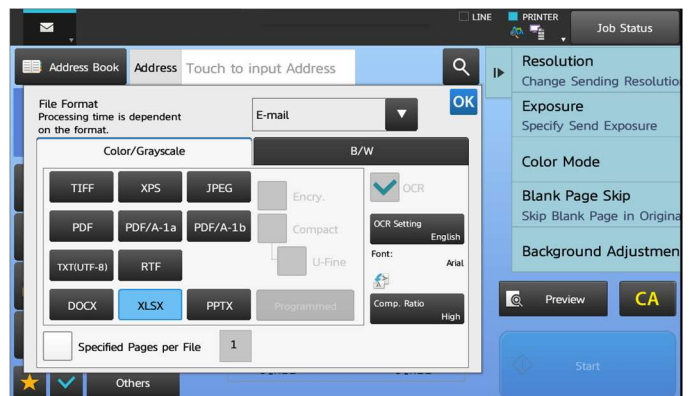 LINE
PRINTER
Job Status
Address Book
Address
Touch to input Address
Resolution
Change Sending Resolutio
File Format
Processing time is dependent
on the format.
E-mail
OK
Exposure
Specify Send Exposure
Color/Grayscale
B/W
Color Mode
TIFF
XPS
JPEG
Encry.
OCR
Blank Page Skip
Skip Blank Page in Origina
PDF
PDF/A-1a
PDF/A-1b
Compact
OCR Setting
English
Background Adjustmen
TXT(UTF-8)
RTF
U-Fine
Font:
Arial
DOCX
XLSX
PPTX
Programmed
Comp. Ratio
High
Preview
CA
Specified Pages per File
1
Start
Others